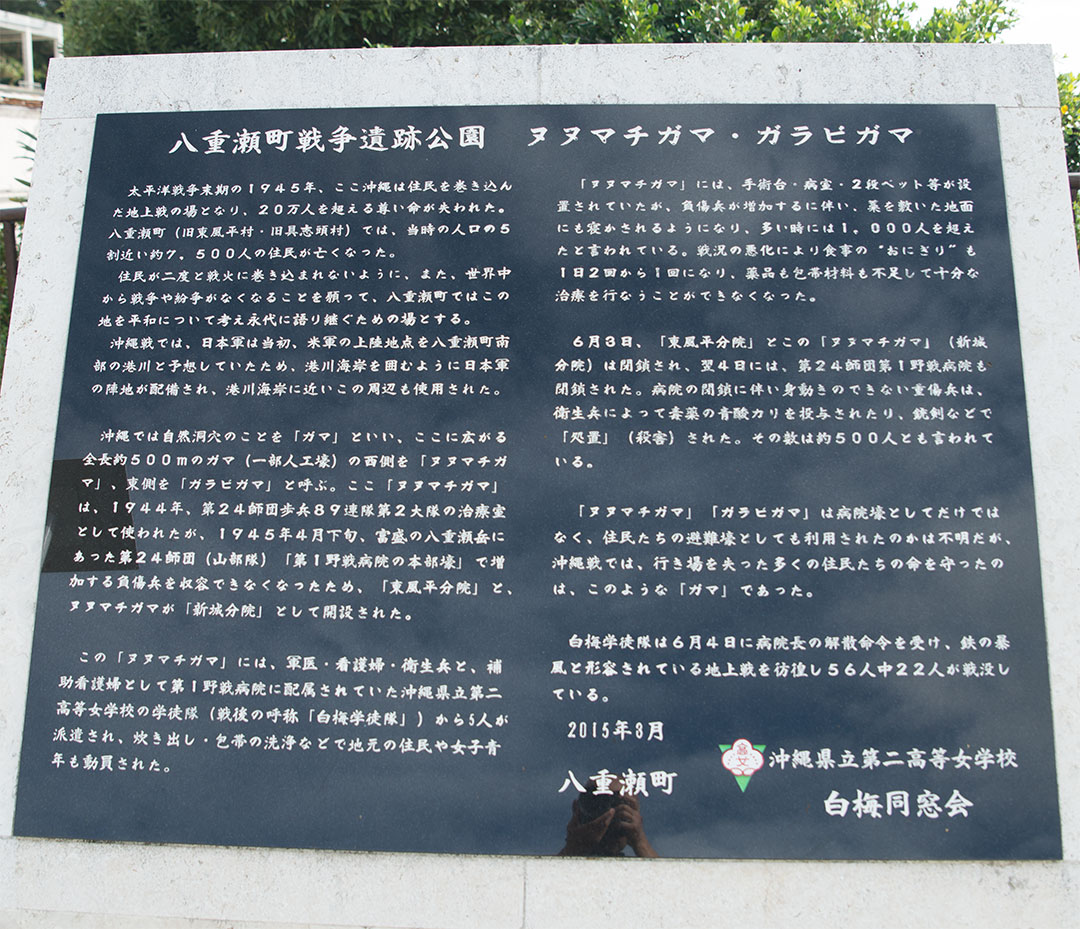 八重瀬町戦争遺跡公園　ヌヌマチガマ・ガラビガマ
太平洋戦争末期の１９４５年、ここ沖縄は住民を巻き込ん
だ地上戦の場となり、２０万人を超える尊い命が失われた。
八重瀬町（旧東風平村・旧具志頭村）では、当時の人口の５
割近い約７，５００人の住民が亡くなった。
住民が二度と戦火に巻き込まれないように、また、世界中
から戦争や紛争がなくなることを願って、八重瀬町ではこの
地を平和について考え永代に語り継ぐための場とする。
沖縄戦では、日本軍は当初、米軍の上陸地点を八重瀬町南
部の港川と予想していたため、港川海岸を囲むように日本軍
の陣地が配備され、港川海岸に近いこの周辺も使用された。
沖縄では自然洞穴のことを「ガマ」といい、ここに広がる
全長約５００ｍのガマ（一部人工壕）の西側を「ヌヌマチガ
マ」、東側を「ガラビガマ」と呼ぶ。ここ「ヌヌマチガマ」
は、１９４４年、第２４師団歩兵８９連隊第２大隊の治療室
として使われたが、１９４５年４月下旬、富盛の八重瀬岳に
あった第２４師団（山部隊）「第１野戦病院の本部壕」で増
加する負傷兵を収容できなくなったため、「東風平分院」と、
ヌヌマチガマが「新城分院」として開設された。
この「ヌヌマチガマ」には、軍医・看護婦・衛生兵と、補
助看護婦として第１野戦病院に配属されていた沖縄県立第二
高等女学校の学徒隊（戦後の呼称「白梅学徒隊」）から5人が
派遣され、炊き出し・包帯の洗浄などで地元の住民や女子青
年も動員された。
「ヌヌマチガマ」には、手術台・病室・２段ベット等が設
置されていたが、負傷兵が増加するに伴い、藁を敷いた地面
にも寝かされるようになり、多い時には１，０００人を超え
たと言われている。戦況の悪化により食事の“おにぎり”も
１日２回から１回になり、薬品も包帯材料も不足して十分な
治療を行なうことができなくなった。
６月３日、「東風平分院」とこの「ヌヌマチガマ」（新城
分院）は閉鎖され、翌４日には、第２４師団第１野戦病院も
閉鎖された。病院の閉鎖に伴い身動きのできない重傷兵は、
衛生兵によって毒薬の青酸カリを投与されたり、銃剣などで
「処置」（殺害）された。その数は約５００人とも言われて
いる。
「ヌヌマチガマ」「ガラビガマ」は病院壕としてだけでは
なく、住民たちの避難壕としても利用されたのかは不明だが、
沖縄戦では、行き場を失った多くの住民たちの命を守ったの
は、このような「ガマ」であった。
白梅学徒隊は６月４日に病院長の解散命令を受け、鉄の暴
風と形容されている地上戦を彷徨し５６人中２２人が戦没し
ている。
2015年3月
八重瀬町
沖縄県立第二高等女学校
白梅同窓会